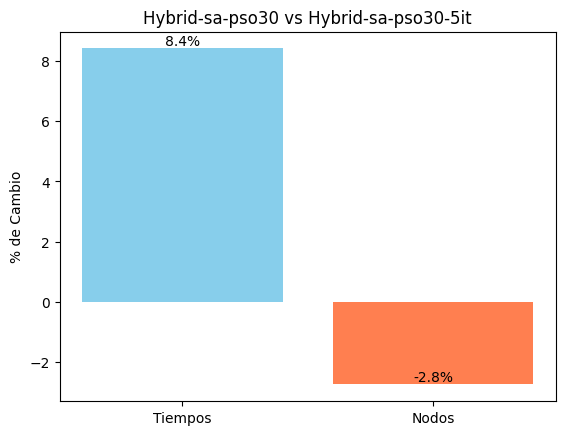 Hybrid-sa-pso30 vs Hybrid-sa-pso30-5it
8.4%
8
6
4
2
0
−2
% de Cambio
-2.8%
Tiempos
Nodos